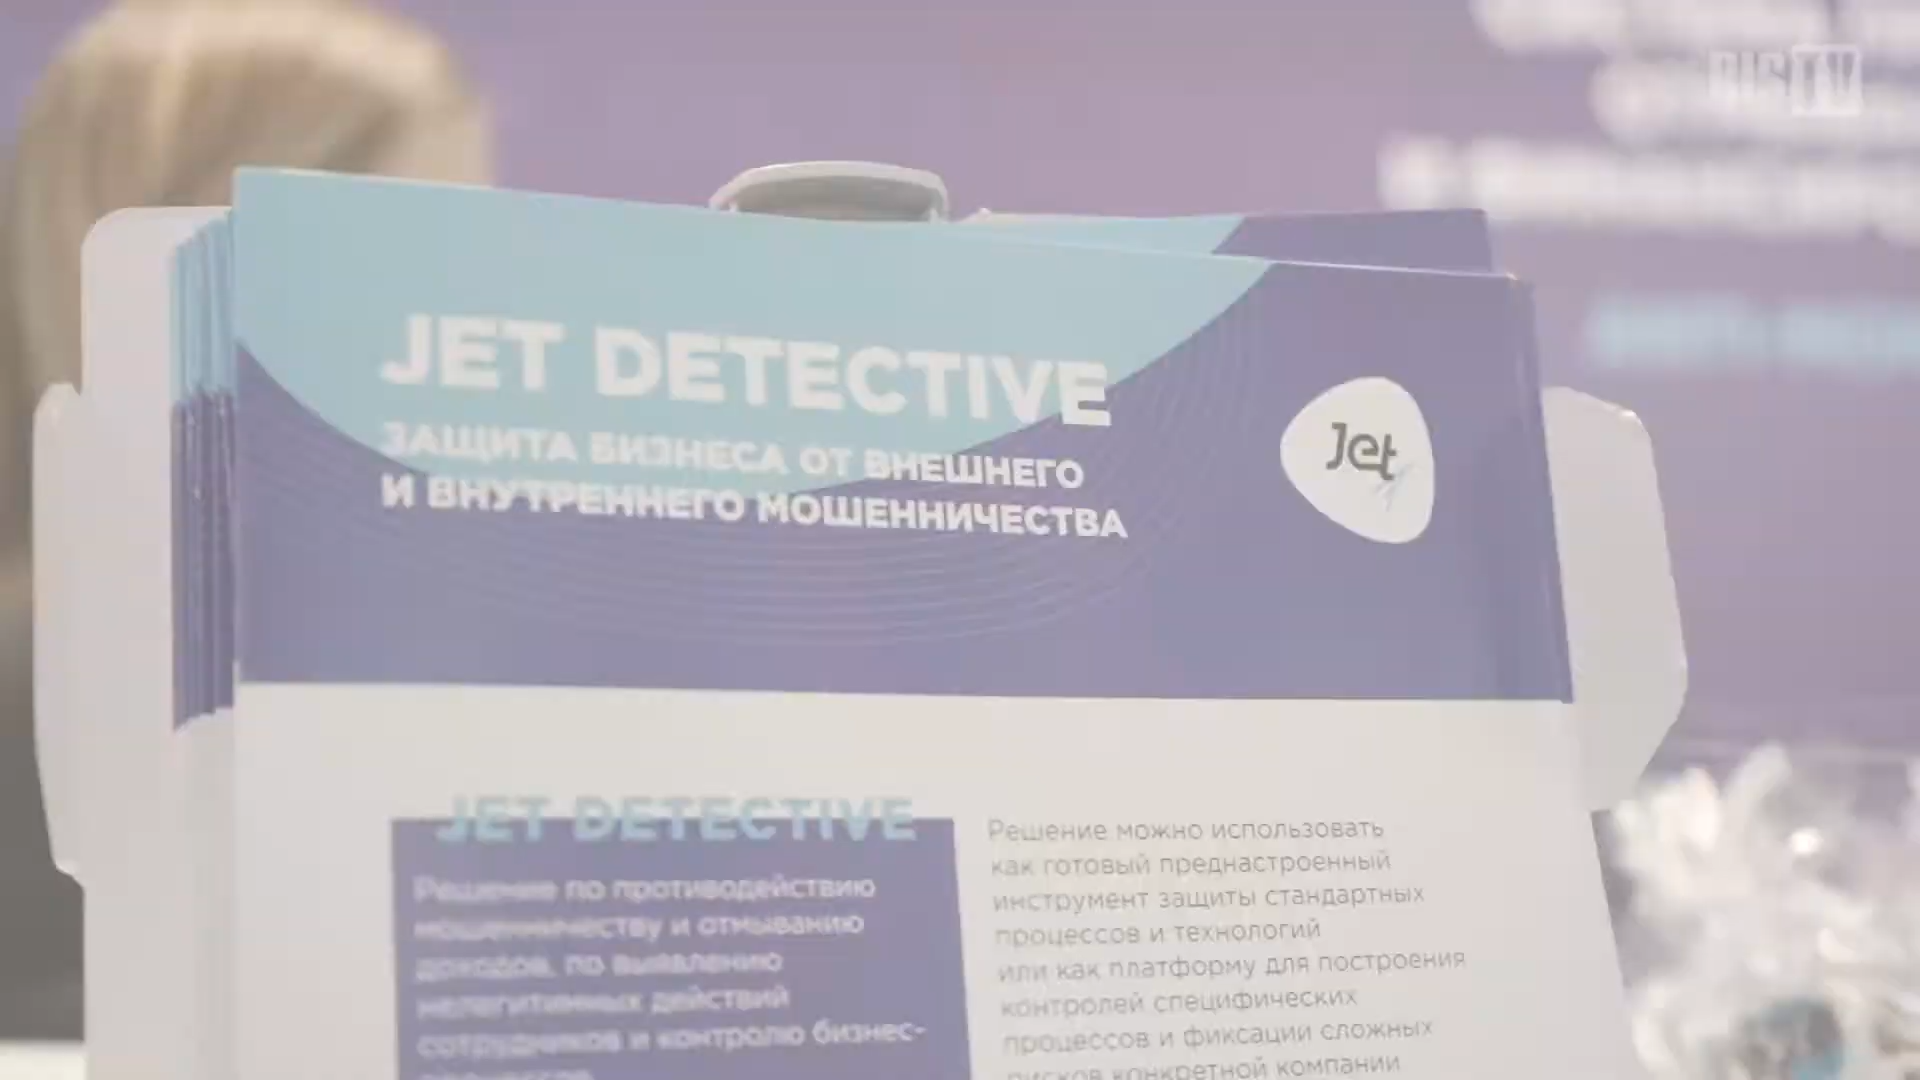 BIS TV
JET DETECTIVE
ЗАЩИТА БИЗНЕСА ОТ ВНЕШНЕГО
И ВНУТРЕННЕГО МОШЕННИЧЕСТВА
Jet
JET DETECTIVE
Решение по противодействию
мошенничеству и отмыванию
доходов, по выявлению
нелегитимных действий
сотрудников и контролю бизнес-
Решение можно использовать
как готовый преднастроенный
инструмент защиты стандартных
процессов и технологий
или как платформу для построения
контролей специфических
процессов и фиксации сложных
рисков конкретной компании